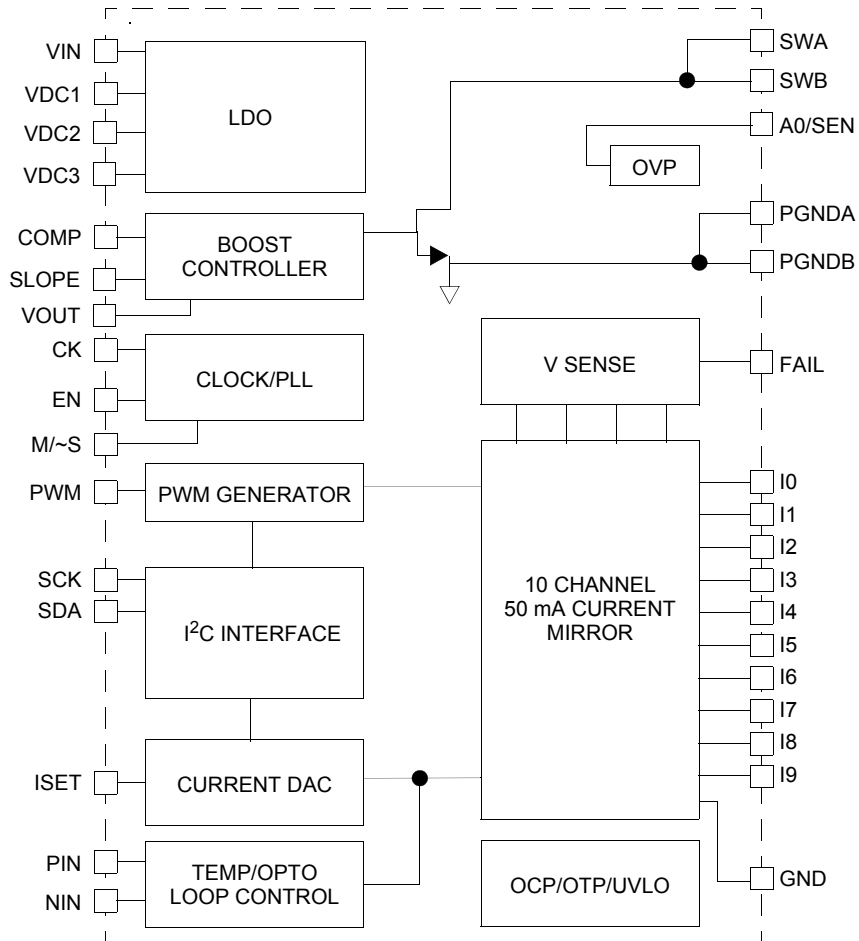 VIN
VDC1
VDC2
VDC3
LDO
SWA
SWB
A0/SEN
OVP
PGNDA
PGNDB
COMP
SLOPE
VOUT
BOOST
CONTROLLER
CK
EN
M/~S
CLOCK/PLL
V SENSE
FAIL
PWM
PWM GENERATOR
SCK
SDA
I²C INTERFACE
10 CHANNEL
50 mA CURRENT
MIRROR
I0
I1
I2
I3
I4
I5
I6
I7
I8
I9
ISET
CURRENT DAC
PIN
NIN
TEMP/OPTO
LOOP CONTROL
OCP/OTP/UVLO
GND